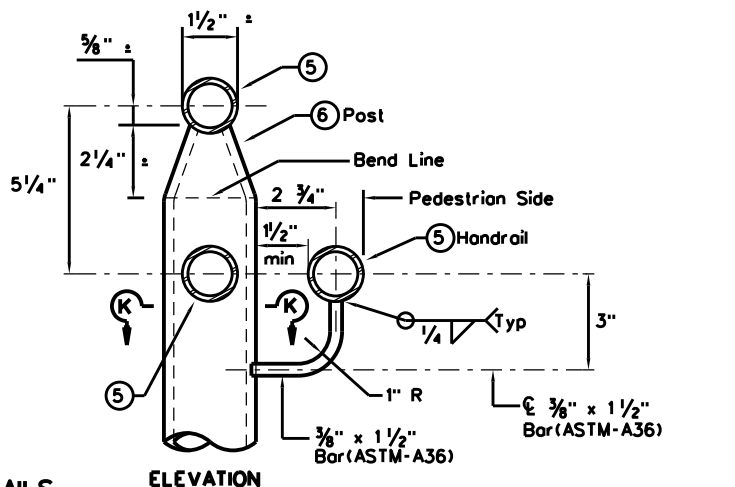 1½" ±
⅝" ±
5
6 Post
2¼" ±
Bend Line
5¼"
2 ¾"
Pedestrian Side
1½"
min
5 Handrail
K
K
¼
Typ
3"
5
1" R
℄ ⅜" x 1½"
Bar(ASTM-A36)
⅜" x 1½"
Bar(ASTM-A36)
ELEVATION